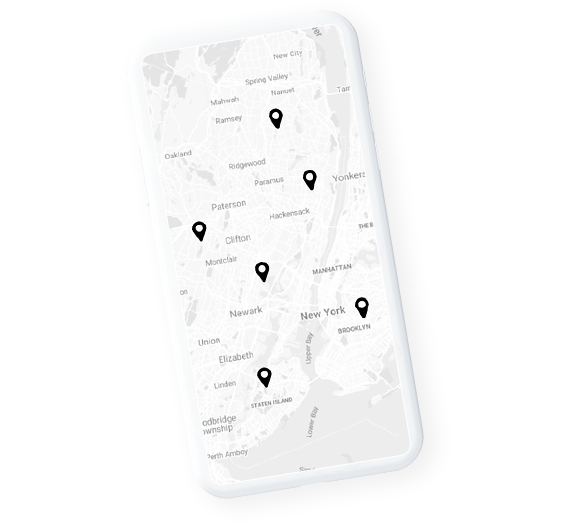 New City
Spring Valley
Nanuet
Mahwah
Ramsey
Oakland
Ridgewood
Paramus
Yonkers
Paterson
Hackensack
Clifton
THE B
Montclair
MANHATTAN
on
Newark
New York
BROOKLYN
Union
Upper Bay
Elizabeth
Linden
STATEN ISLAND
Lower Bay
odbridge
ownship
Perth Amboy